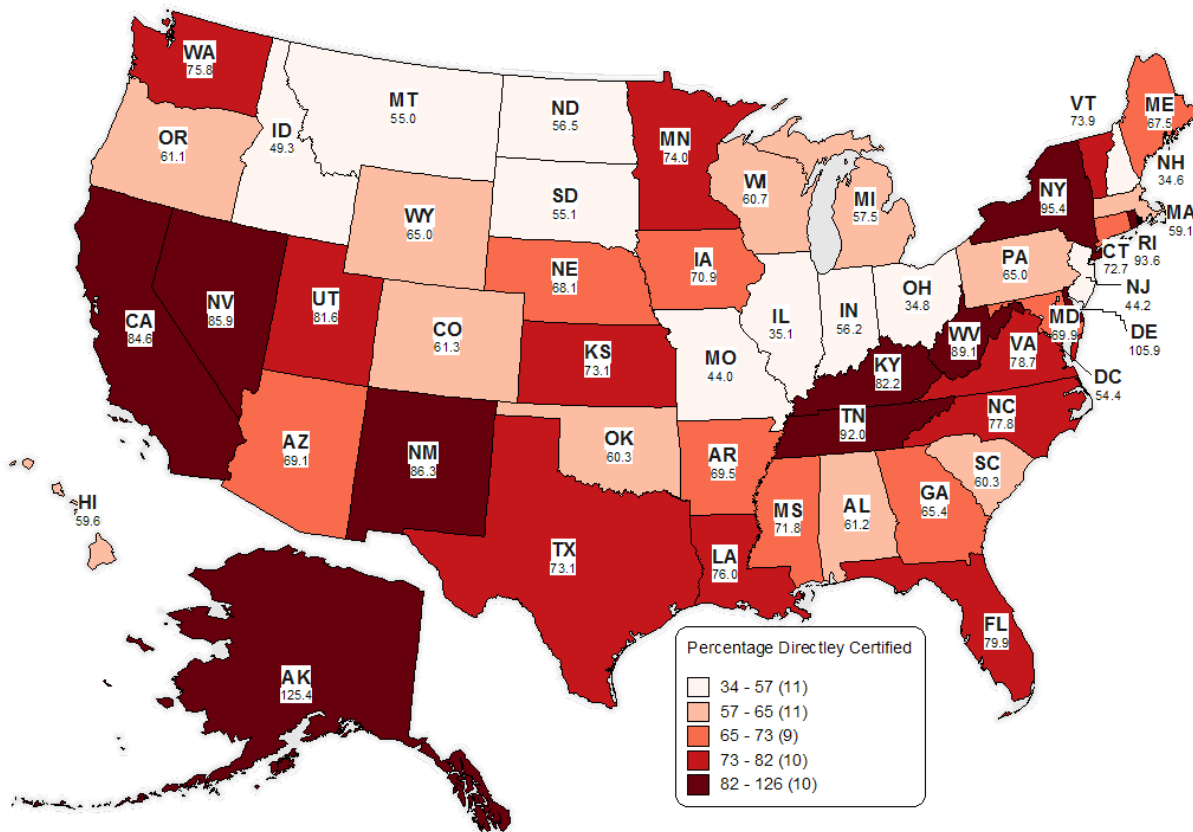 WA
75.8
MT
55.0
ND
56.5
MN
74.0
VT
73.9
ME
67.5
OR
61.1
ID
49.3
SD
55.1
WI
60.7
MI
57.5
NY
95.4
NH
34.6
MA
59.1
WY
65.0
NE
68.1
IA
70.9
PA
65.0
CT
72.7
RI
93.6
NJ
44.2
NV
85.9
UT
81.6
CA
84.6
CO
61.3
KS
73.1
MO
44.0
IL
35.1
IN
56.2
OH
34.8
WV
89.1
MD
69.9
DE
105.9
VA
78.7
DC
54.4
KY
82.2
AZ
69.1
NM
86.3
OK
60.3
AR
69.5
TN
92.0
NC
77.8
SC
60.3
HI
59.6
TX
73.1
LA
76.0
MS
71.8
AL
61.2
GA
65.4
FL
79.9
AK
125.4
Percentage Directley Certified
34 - 57 (11)
57 - 65 (11)
65 - 73 (9)
73 - 82 (10)
82 - 126 (10)